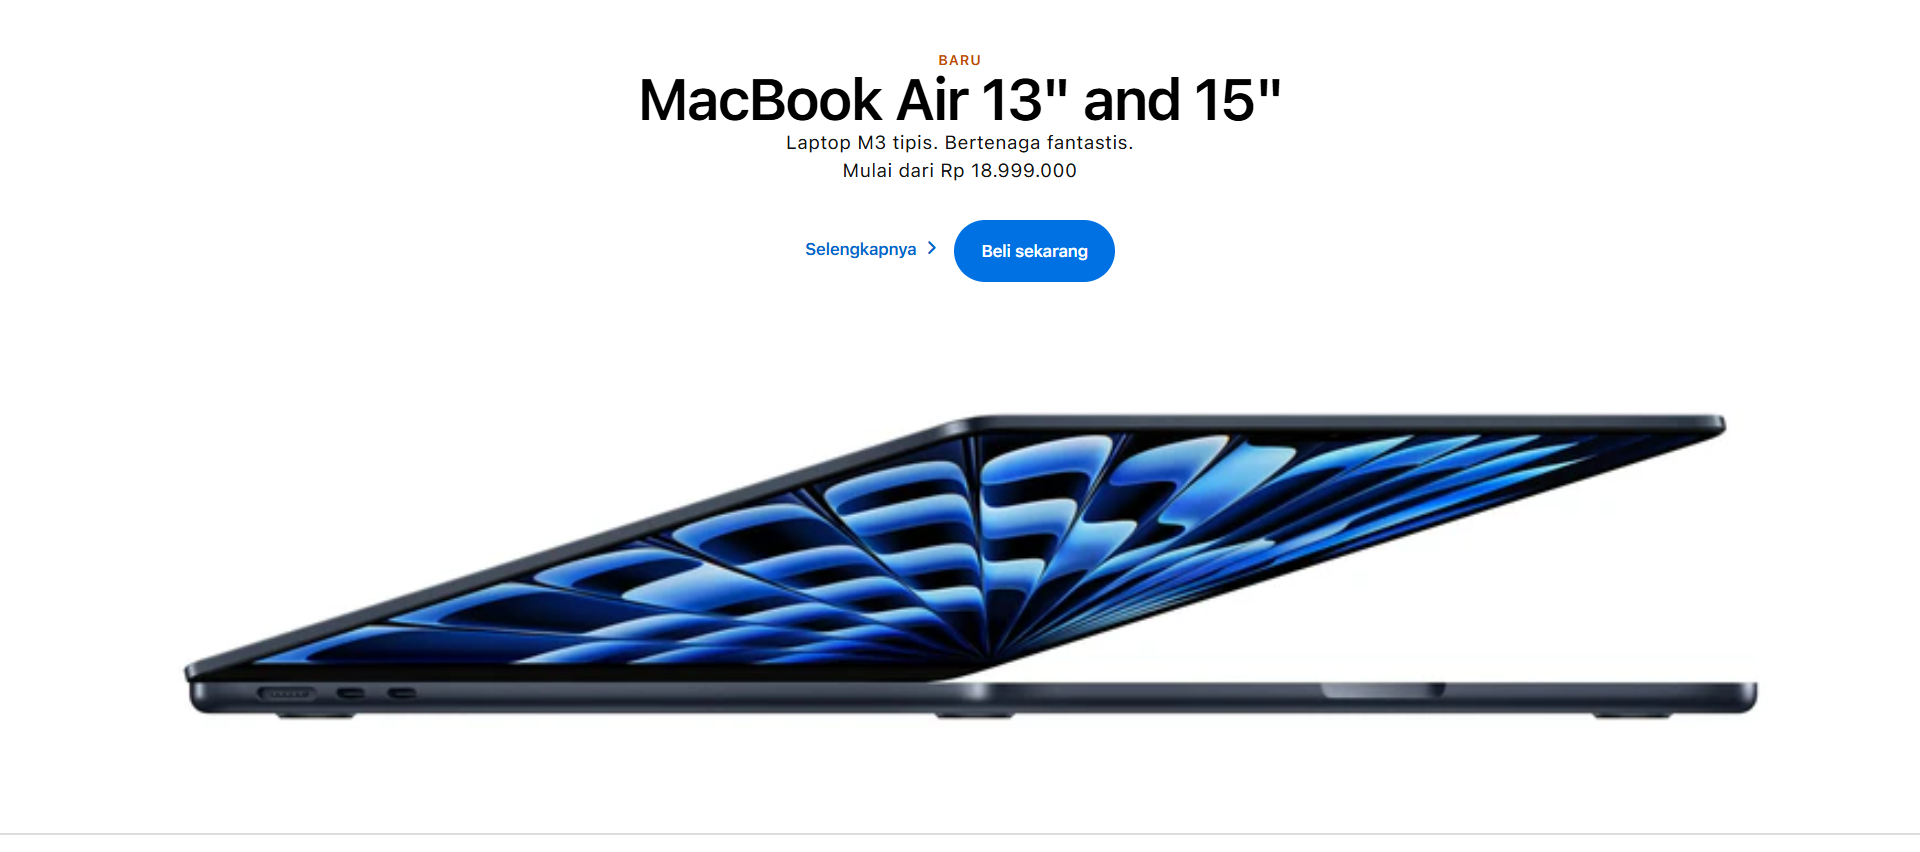 BARU
MacBook Air 13" and 15"
Laptop M3 tipis. Bertenaga fantastis.
Mulai dari Rp 18.999.000
Selengkapnya
Beli sekarang